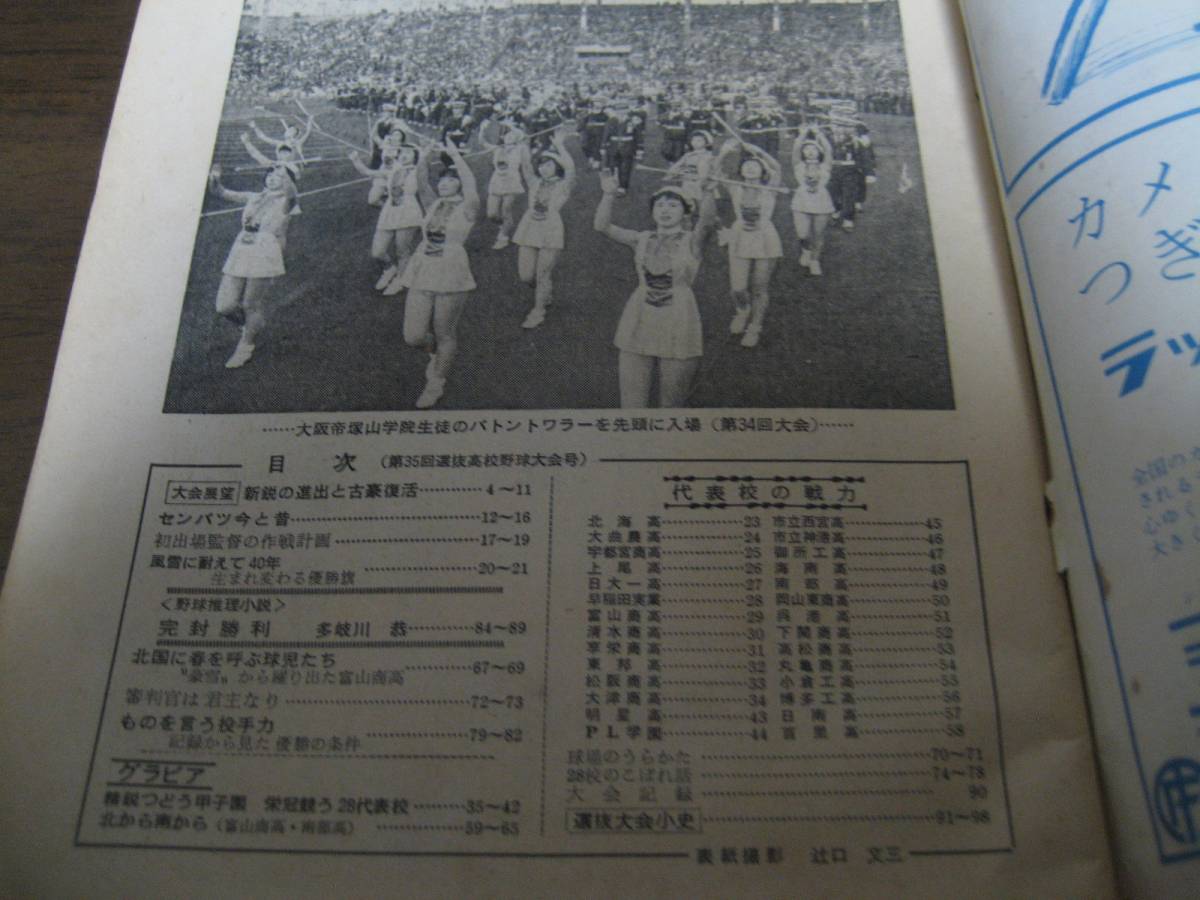 ……大阪帝塚山学院生徒のバトントワラーを先頭に入場(第34回大会)……
目次(第35回選抜高校野球大会号)
大会展望 新鋭の進出と古豪復活…………4〜11
センバツ今と昔…………12〜16
初出場監督の作戦計画…………17〜19
風雪に耐えて40年
生まれ変わる優勝旗…………20〜21
<野球推理小説>
完封勝利 多岐川 恭…………84〜89
北国に春を呼ぶ球児たち
〝豪雪〟から躍り出た富山南高…………67〜69
審判官は君主なり…………72〜73
ものを言う投手力
記録から見た優勝の条件…………79〜82
グラビア
精鋭つどう甲子園 栄冠競う28代表校…………35〜42
北から南から(富山南高・南部高)…………59〜65
代表校の戦力
北海高…………23
大曲農高…………24
宇都宮商高…………25
上尾高…………26
日大一高…………27
早稲田実業…………28
富山商高…………29
清水商高…………30
享栄商高…………31
東邦高…………32
松阪商高…………33
大津商高…………34
明星高…………43
PL学園…………44
市立西宮高…………45
市立神港高…………46
御所工高…………47
海南高…………48
南部高…………49
岡山東商高…………50
呉港高…………51
下関商高…………52
高松商高…………53
丸亀商高…………54
小倉工高…………55
博多工高…………56
日南高…………57
首里高…………58
球場のうらかた…………70〜71
28校のこぼれ話…………74〜78
大会記録…………90
選抜大会小史…………91〜98
表紙撮影 辻口 文三
カメ
つぎ
ラッ
全国の
される
心ゆく
大きく